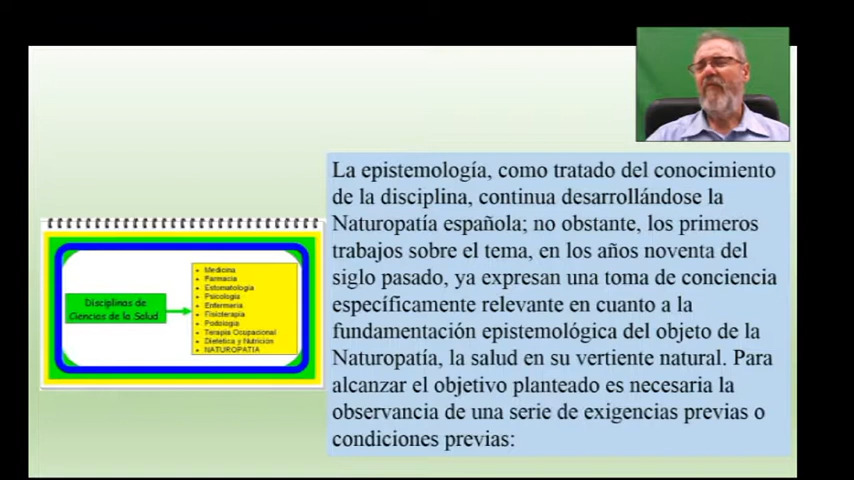 La epistemología, como tratado del conocimiento
de la disciplina, continua desarrollándose la
Naturopatía española; no obstante, los primeros
trabajos sobre el tema, en los años noventa del
siglo pasado, ya expresan una toma de conciencia
específicamente relevante en cuanto a la
fundamentación epistemológica del objeto de la
Naturopatía, la salud en su vertiente natural. Para
alcanzar el objetivo planteado es necesaria la
observancia de una serie de exigencias previas o
condiciones previas:
Disciplinas de
Ciencias de la Salud
Medicina
Farmacia
Estomatología
Psicología
Enfermería
Fisioterapia
Podología
Terapia Ocupacional
Dietética y Nutrición
NATUROPATIA